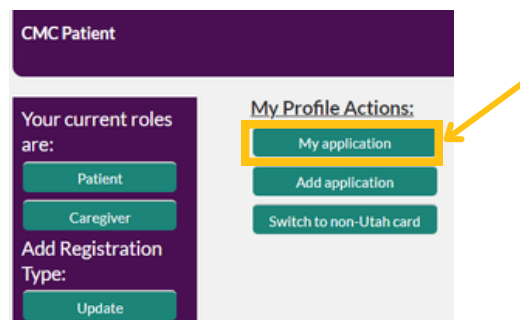 CMC Patient
Your current roles
are:
Patient
Caregiver
Add Registration
Type:
Update
My Profile Actions:
My application
Add application
Switch to non-Utah card